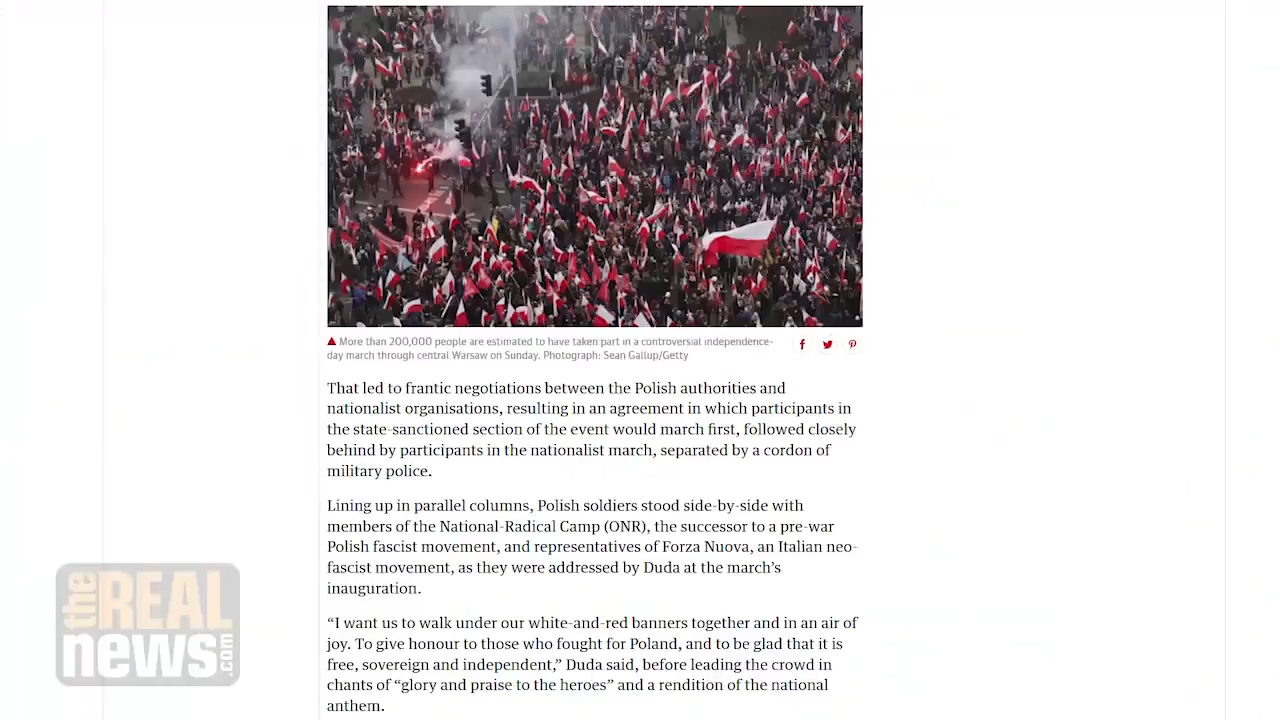 More than 200,000 people are estimated to have taken part in a controversial independence-
day march through central Warsaw on Sunday. Photograph: Sean Gallup/Getty
That led to frantic negotiations between the Polish authorities and
nationalist organisations, resulting in an agreement in which participants in
the state-sanctioned section of the event would march first, followed closely
behind by participants in the nationalist march, separated by a cordon of
military police.
Lining up in parallel columns, Polish soldiers stood side-by-side with
members of the National-Radical Camp (ONR), the successor to a pre-war
Polish fascist movement, and representatives of Forza Nuova, an Italian neo-
fascist movement, as they were addressed by Duda at the march’s
inauguration.
“I want us to walk under our white-and-red banners together and in an air of
joy. To give honour to those who fought for Poland, and to be glad that it is
free, sovereign and independent,” Duda said, before leading the crowd in
chants of “glory and praise to the heroes” and a rendition of the national
anthem.
the REAL
news.com